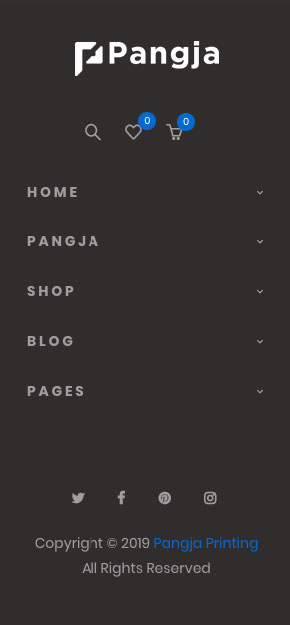 Pangja
0
0
HOME
PANGJA
SHOP
BLOG
PAGES
Copyright © 2019 Pangja Printing
All Rights Reserved